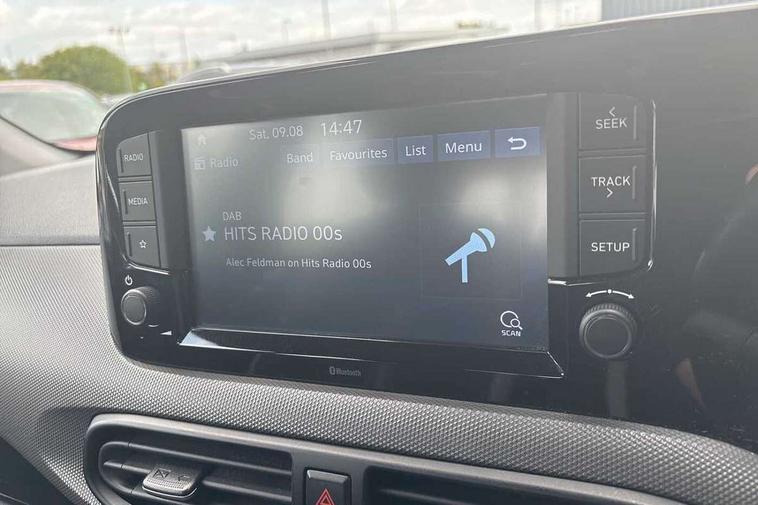 Sat. 09.08 14:47
Radio
Band Favourites List Menu
DAB
HITS RADIO 00s
Alec Feldman on Hits Radio 00s
SCAN
RADIO
MEDIA
SEEK
TRACK
SETUP
Bluetooth